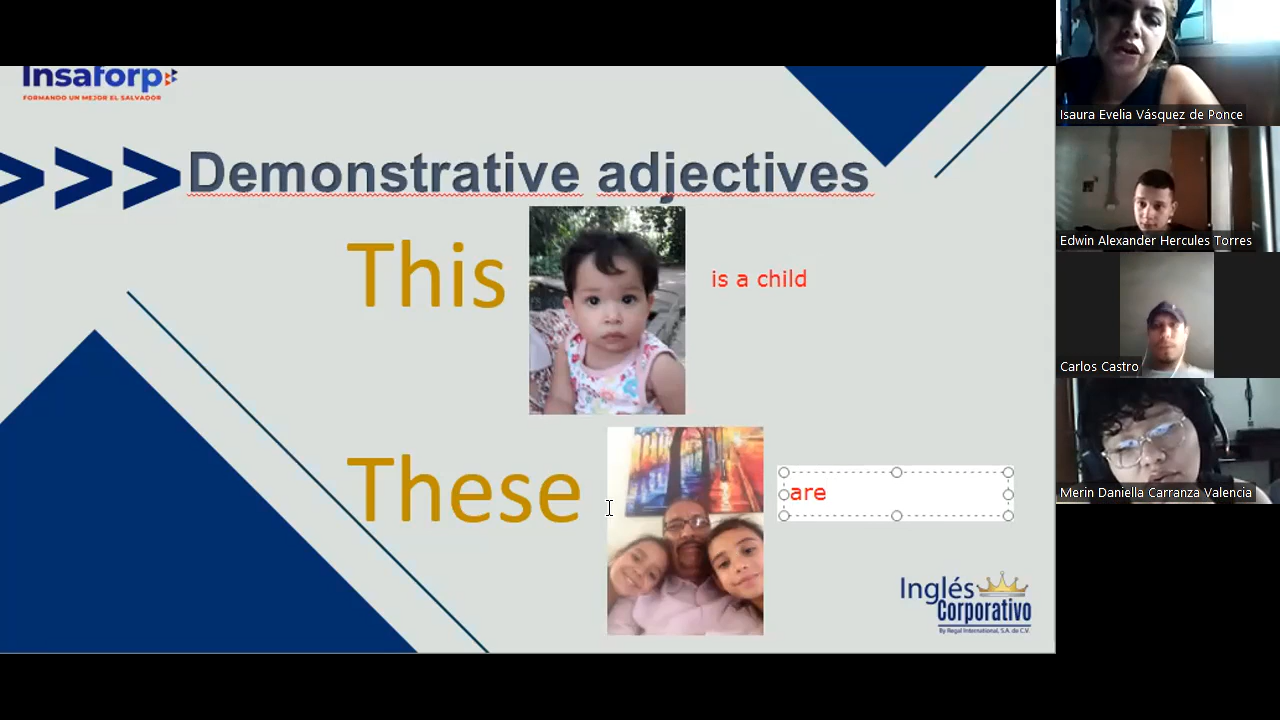 Insaforp
FORMANDO UN MEJOR EL SALVADOR
>>> Demonstrative adjectives
This
is a child
These
are
Inglés
Corporativo
By Regal International, S.A. de C.V.
Isaura Evelia Vásquez de Ponce
Edwin Alexander Hercules Torres
Carlos Castro
Merin Daniella Carranza Valencia